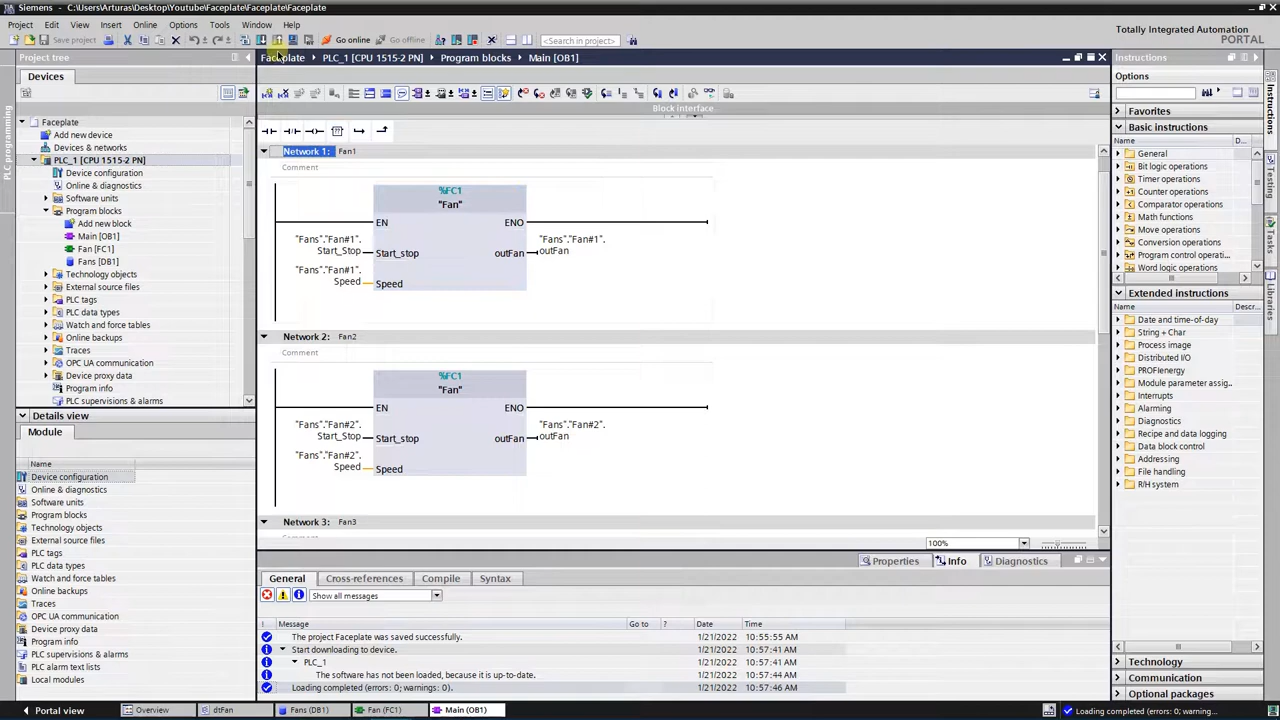 Siemens - C:\Users\Arturas\Desktop\Youtube\Faceplate\Faceplate\Faceplate
Project Edit View Insert Online Options Tools Window Help
Totally Integrated Automation
PORTAL
Save project Go online Go offline <Search in project>
Project tree
Faceplate PLC_1 [CPU 1515-2 PN] Program blocks Main [OB1]
Instructions
Devices
Options
PLC programming
Block interface
Faceplate
Add new device
Devices & networks
PLC_1 [CPU 1515-2 PN]
Device configuration
Online & diagnostics
Software units
Program blocks
Add new block
Main [OB1]
Fan [FC1]
Fans [DB1]
Technology objects
External source files
PLC tags
PLC data types
Watch and force tables
Online backups
Traces
OPC UA communication
Device proxy data
Program info
PLC supervisions & alarms
Details view
Module
Name
Device configuration
Online & diagnostics
Software units
Program blocks
Technology objects
External source files
PLC tags
PLC data types
Watch and force tables
Online backups
Traces
OPC UA communication
Device proxy data
Program info
PLC supervisions & alarms
PLC alarm text lists
Local modules
Network 1: Fan1
Comment
%FC1
"Fan"
EN ENO
"Fans"."Fan#1".
Start_Stop
Start_stop
outFan
"Fans"."Fan#1".
outFan
"Fans"."Fan#1".
Speed
Speed
Network 2: Fan2
Comment
%FC1
"Fan"
EN ENO
"Fans"."Fan#2".
Start_Stop
Start_stop
outFan
"Fans"."Fan#2".
outFan
"Fans"."Fan#2".
Speed
Speed
Network 3: Fan3
100%
Properties Info Diagnostics
General Cross-references Compile Syntax
Show all messages
! Message Go to ? Date Time
The project Faceplate was saved successfully. 1/21/2022 10:55:55 AM
Start downloading to device. 1/21/2022 10:57:41 AM
PLC_1 1/21/2022 10:57:41 AM
The software has not been loaded, because it is up-to-date. 1/21/2022 10:57:41 AM
Loading completed (errors: 0; warnings: 0). 1/21/2022 10:57:46 AM
Favorites
Basic instructions
Name D...
General
Bit logic operations
Timer operations
Counter operations
Comparator operations
Math functions
Move operations
Conversion operations
Program control operati...
Word logic operations
Extended instructions
Name Descr...
Date and time-of-day
String + Char
Process image
Distributed I/O
PROFIenergy
Module parameter assig...
Interrupts
Alarming
Diagnostics
Recipe and data logging
Data block control
Addressing
File handling
R/H system
Technology
Communication
Optional packages
Instructions
Testing
Tasks
Libraries
Portal view Overview dtFan Fans (DB1) Fan (FC1) Main (OB1)
Loading completed (errors: 0; warning...